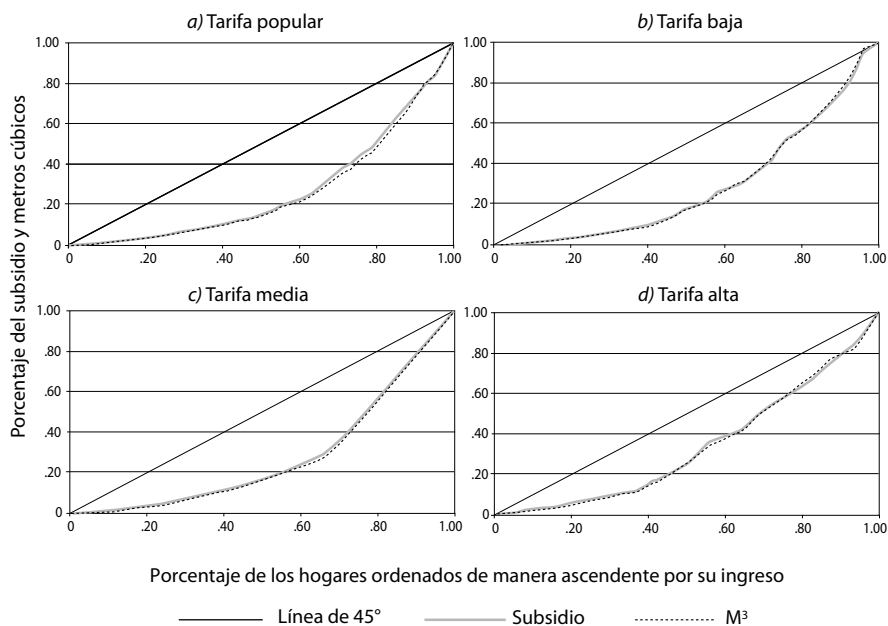 a) Tarifa popular
b) Tarifa baja
1.00
.80
.60
.40
.20
0
0 .20 .40 .60 .80 1.00
1.00
.80
.60
.40
.20
0
0 .20 .40 .60 .80 1.00
Porcentaje del subsidio y metros cúbicos
c) Tarifa media
d) Tarifa alta
1.00
.80
.60
.40
.20
0
0 .20 .40 .60 .80 1.00
1.00
.80
.60
.40
.20
0
0 .20 .40 .60 .80 1.00
Porcentaje de los hogares ordenados de manera ascendente por su ingreso
Línea de 45° Subsidio M³